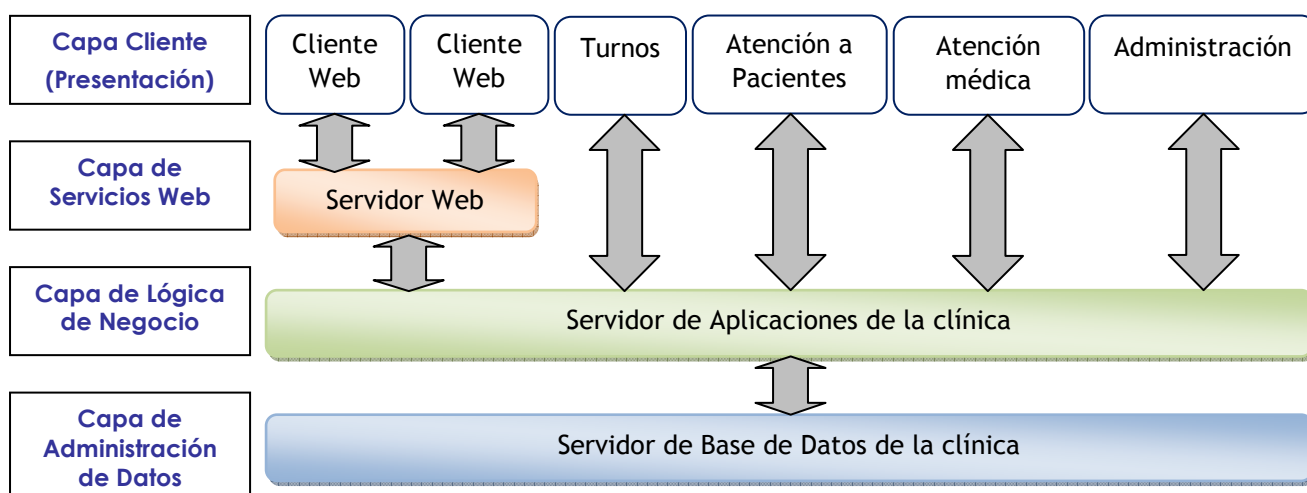 Capa Cliente
(Presentación)
Cliente
Web
Cliente
Web
Turnos
Atención a
Pacientes
Atención
médica
Administración
Capa de
Servicios Web
Servidor Web
Capa de Lógica
de Negocio
Servidor de Aplicaciones de la clínica
Capa de
Administración
de Datos
Servidor de Base de Datos de la clínica